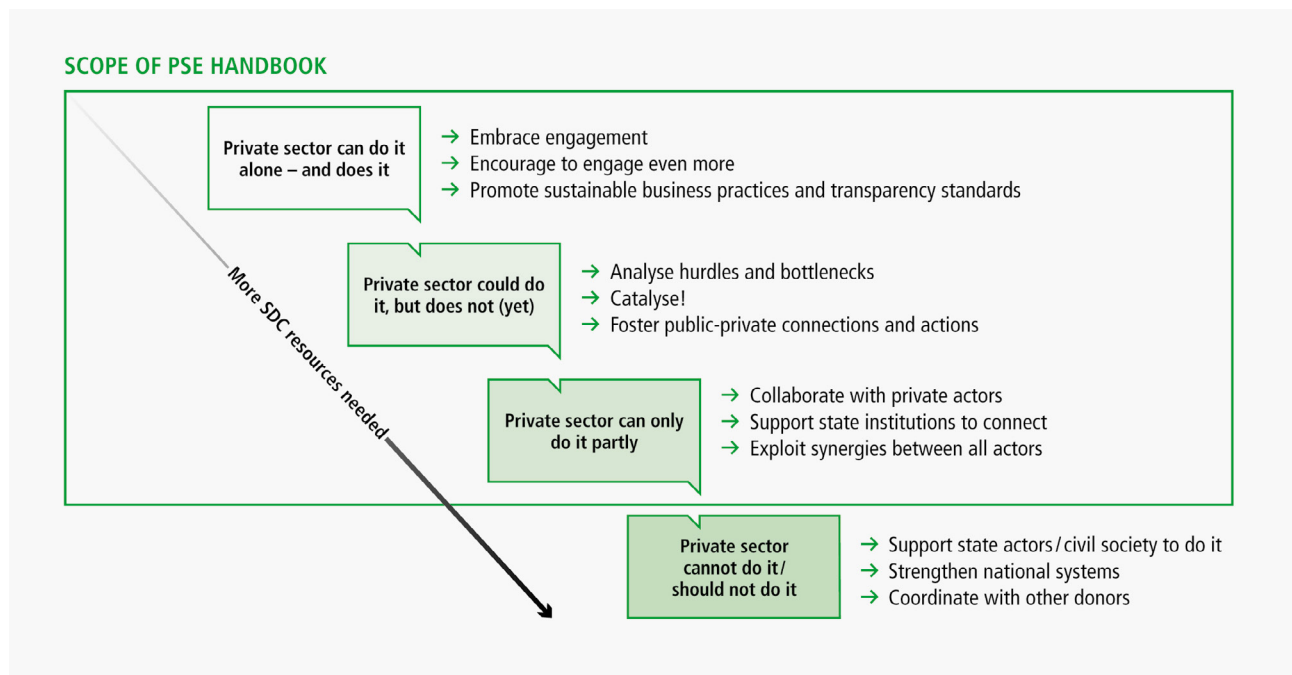 SCOPE OF PSE HANDBOOK
Private sector can do it
alone – and does it
→ Embrace engagement
→ Encourage to engage even more
→ Promote sustainable business practices and transparency standards
More SDC resources needed
Private sector could do
it, but does not (yet)
→ Analyse hurdles and bottlenecks
→ Catalyse!
→ Foster public-private connections and actions
Private sector can only
do it partly
→ Collaborate with private actors
→ Support state institutions to connect
→ Exploit synergies between all actors
Private sector
cannot do it /
should not do it
→ Support state actors / civil society to do it
→ Strengthen national systems
→ Coordinate with other donors